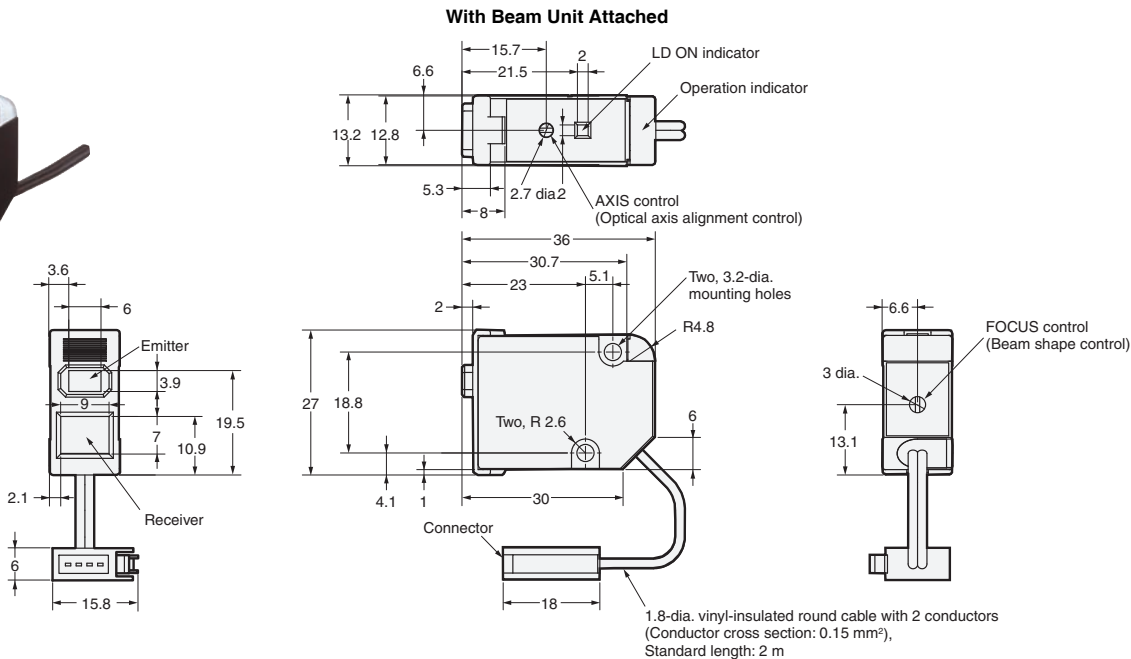 With Beam Unit Attached
15.7
2
LD ON indicator
6.6
21.5
Operation indicator
13.2 12.8
5.3
2.7 dia.
2
AXIS control
(Optical axis alignment control)
8
36
3.6
30.7
23
5.1
Two, 3.2-dia.
mounting holes
6
2
6.6
R4.8
FOCUS control
(Beam shape control)
Emitter
3.9
3 dia.
9
27
18.8
19.5
Two, R 2.6
6
7
10.9
13.1
2.1
4.1
1
30
Receiver
Connector
6
15.8
18
1.8-dia. vinyl-insulated round cable with 2 conductors
(Conductor cross section: 0.15 mm²),
Standard length: 2 m